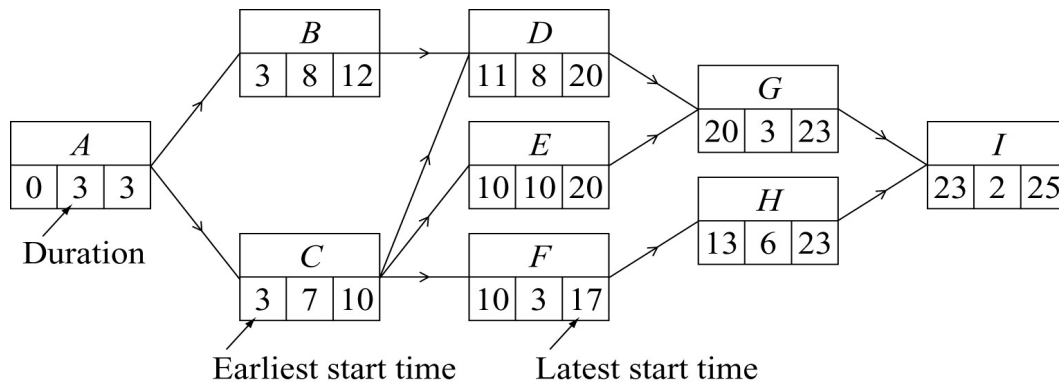 B
3 8 12
D
11 8 20
G
20 3 23
A
0 3 3
Duration
E
10 10 20
I
23 2 25
H
13 6 23
C
3 7 10
F
10 3 17
Earliest start time
Latest start time